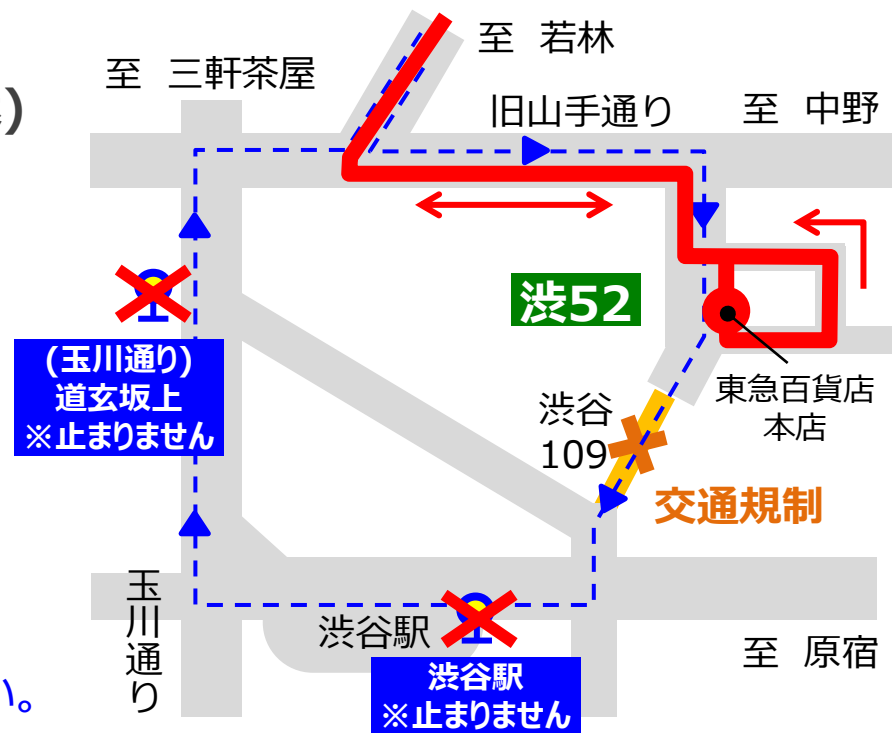 至 若林
至 三軒茶屋
)
旧山手通り
至 中野
渋52
(玉川通り)
道玄坂上
※止まりません
東急百貨店
本店
渋谷
109
交通規制
玉川通り
渋谷駅
至 原宿
渋谷駅
※止まりません
い。